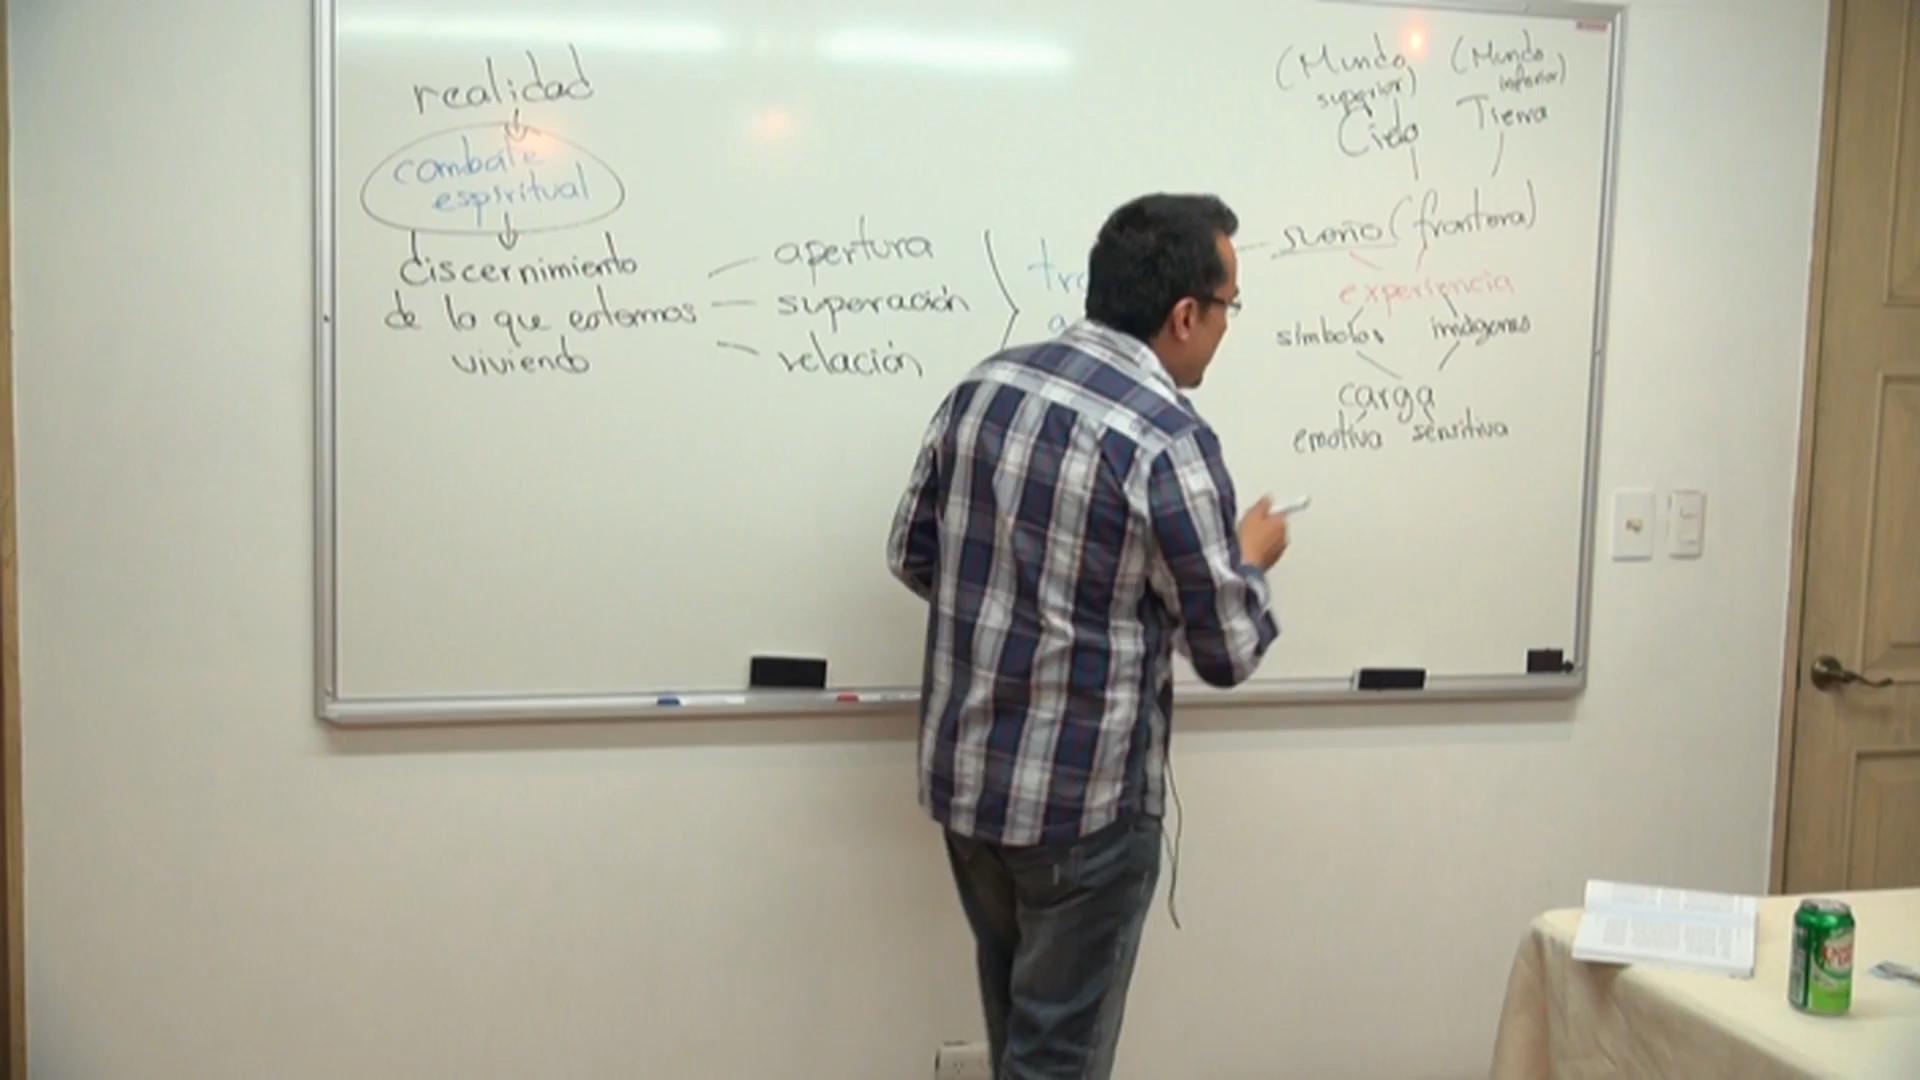 realidad
combate
espiritual
discernimiento
de lo que estamos
viviendo
apertura
superación
relación
(Mundo
superior)
Cielo
(Mundo
inferior)
Tierra
sueño (frontera)
experiencia
símbolos
imágenes
carga
emotiva sensitiva